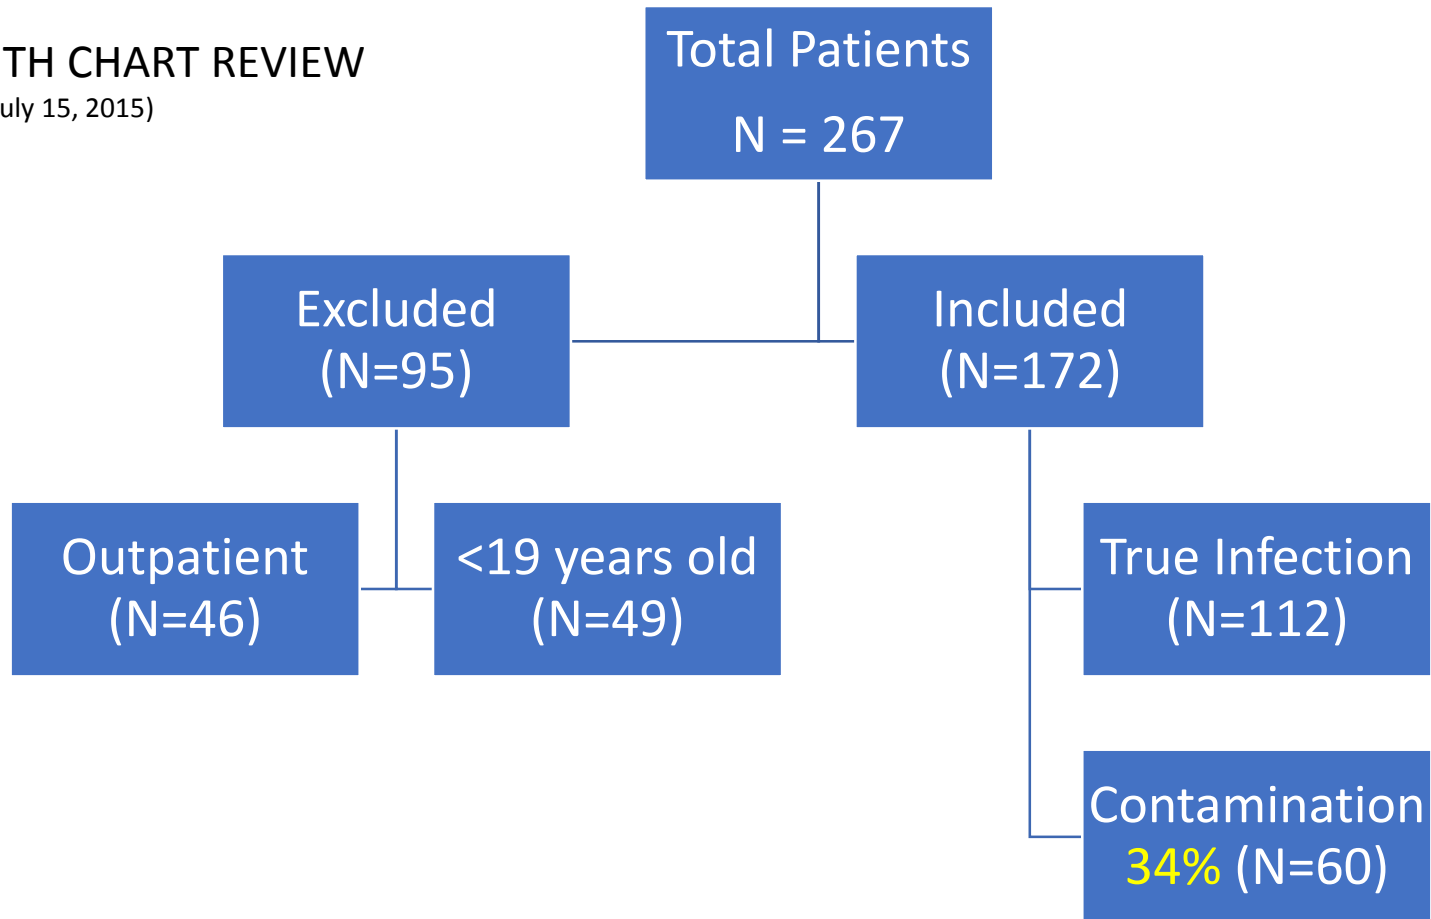 TH CHART REVIEW
uly 15, 2015)
Total Patients
N = 267
Excluded
(N=95)
Included
(N=172)
Outpatient
(N=46)
<19 years old
(N=49)
True Infection
(N=112)
Contamination
34% (N=60)